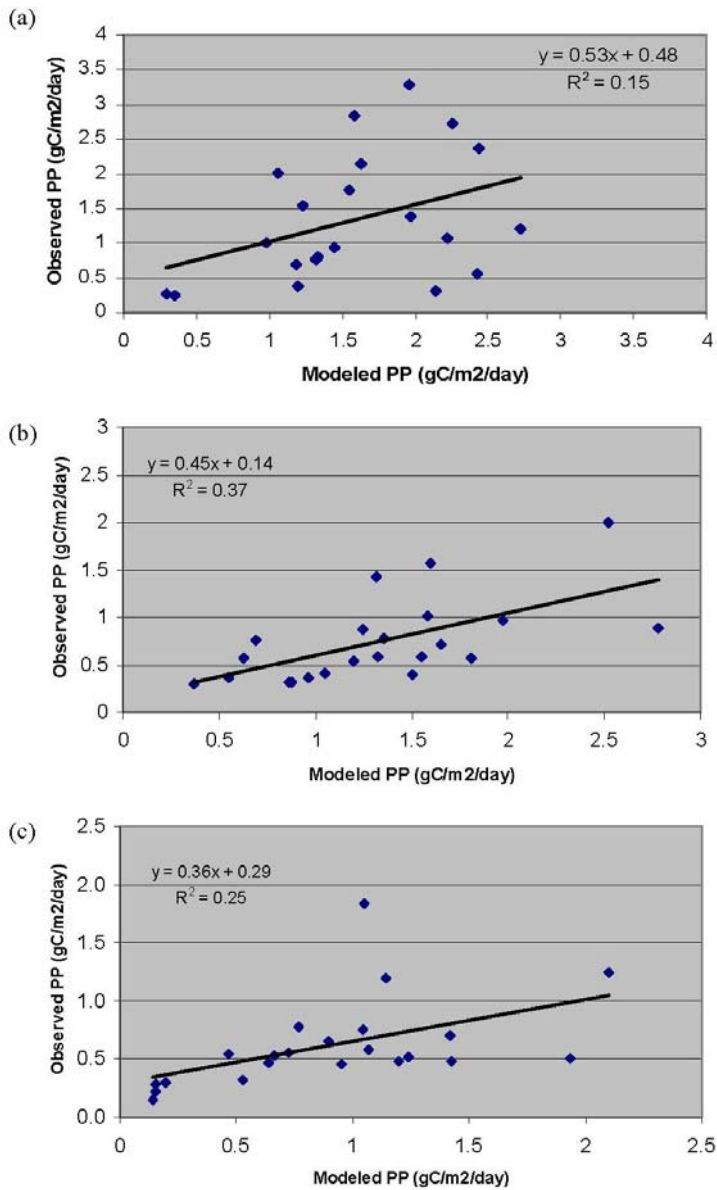 (a)
4
3.5
3
2.5
2
1.5
1
0.5
0
Observed PP (gC/m2/day)
y = 0.53x + 0.48
R² = 0.15
0 0.5 1 1.5 2 2.5 3 3.5 4
Modeled PP (gC/m2/day)
(b)
3
2.5
2
1.5
1
0.5
0
Observed PP (gC/m2/day)
y = 0.45x + 0.14
R² = 0.37
0 0.5 1 1.5 2 2.5 3
Modeled PP (gC/m2/day)
(c)
2.5
2.0
1.5
1.0
0.5
0.0
Observed PP (gC/m2/day)
y = 0.36x + 0.29
R² = 0.25
0 0.5 1 1.5 2 2.5
Modeled PP (gC/m2/day)